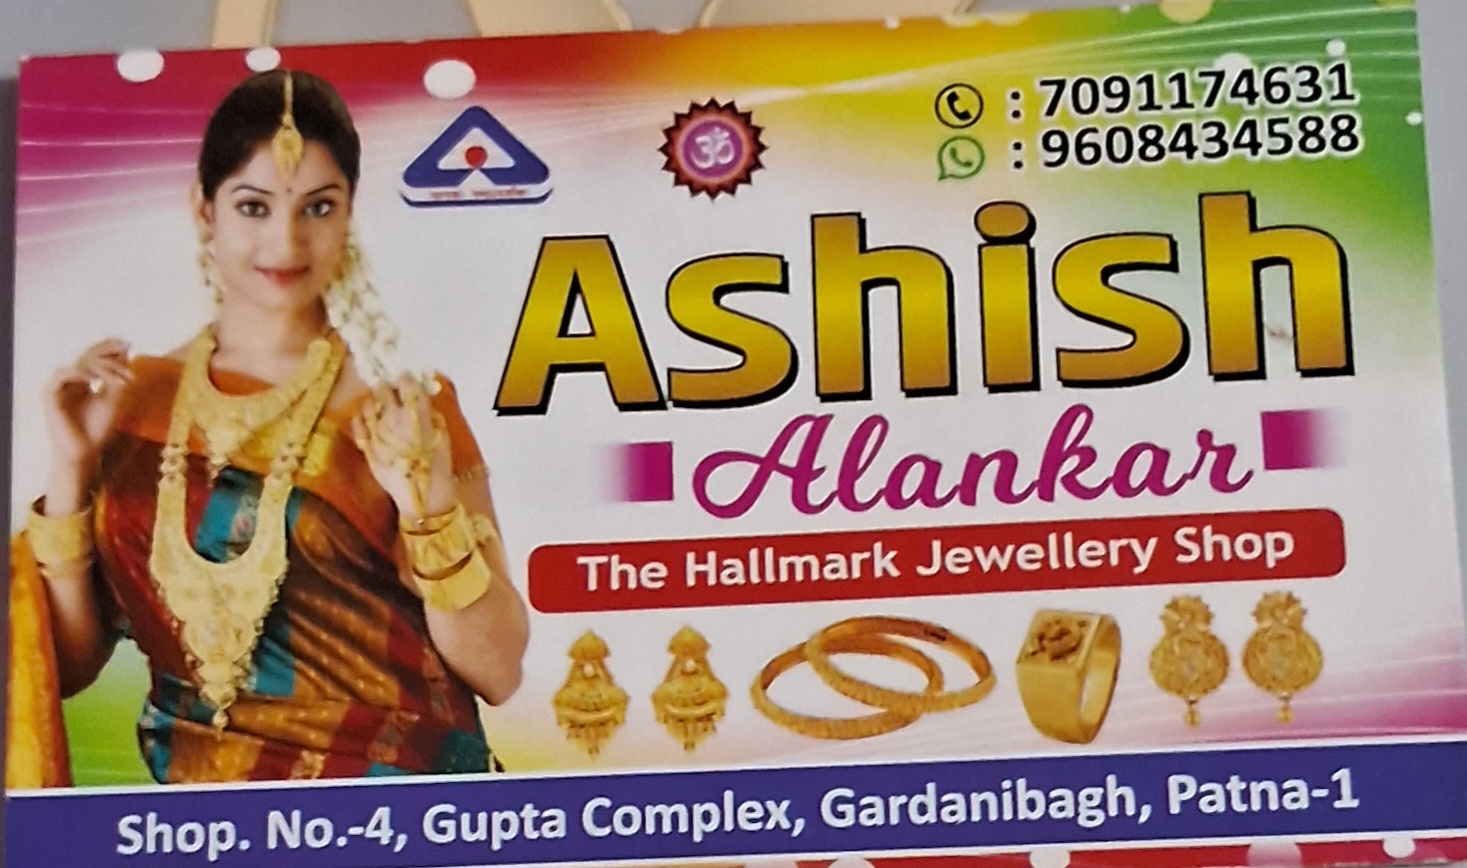 : 7091174631
: 9608434588
ॐ
Ashish
Alankar
The Hallmark Jewellery Shop
Shop. No.-4, Gupta Complex, Gardanibagh, Patna-1